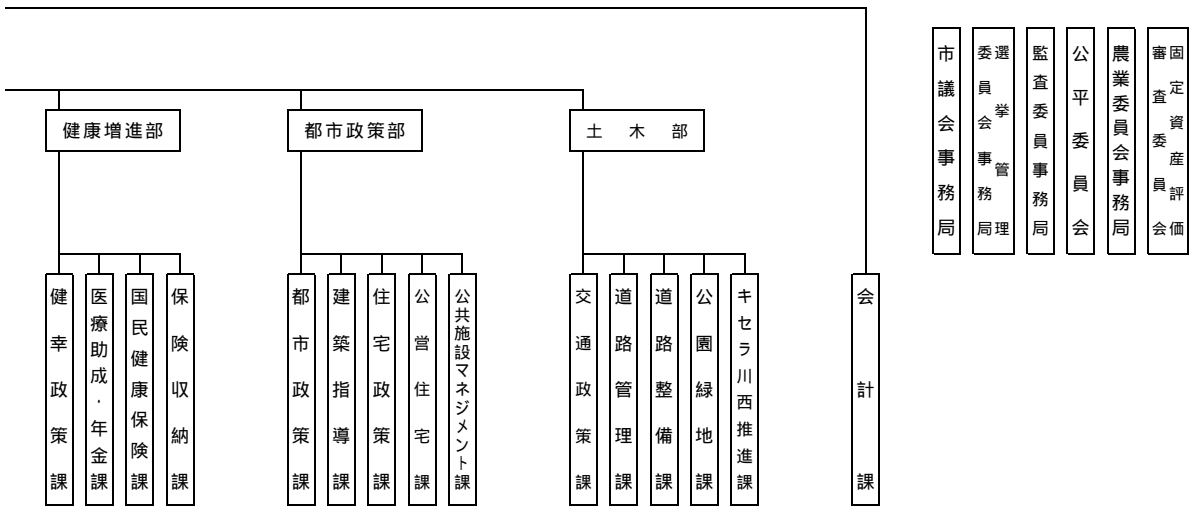 健康増進部
都市政策部
土木部
健幸政策課
医療助成・年金課
国民健康保険課
保険収納課
都市政策課
建築指導課
住宅政策課
公営住宅課
公共施設マネジメント課
交通政策課
道路管理課
道路整備課
公園緑地課
キセラ川西推進課
会計課
市議会事務局
選挙管理
委員会事務局
監査委員事務局
公平委員会
農業委員会事務局
固定資産評価
審査委員会